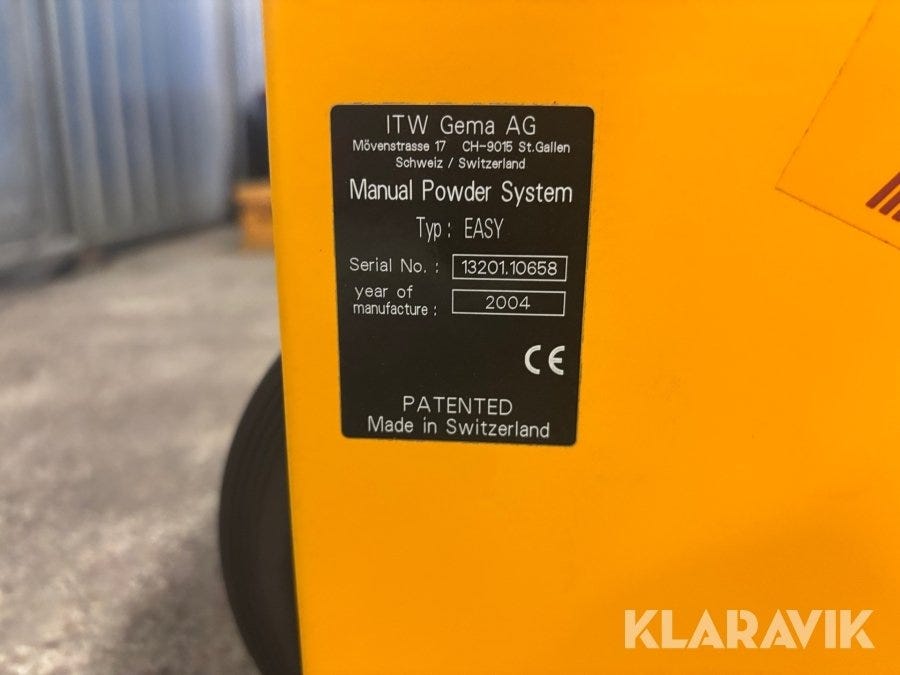 ITW Gema AG
Mövenstrasse 17 CH-9015 St.Gallen
Schweiz / Switzerland
Manual Powder System
Typ : EASY
Serial No. : 13201.10658
year of
manufacture : 2004
CE
PATENTED
Made in Switzerland
KLARAVIK